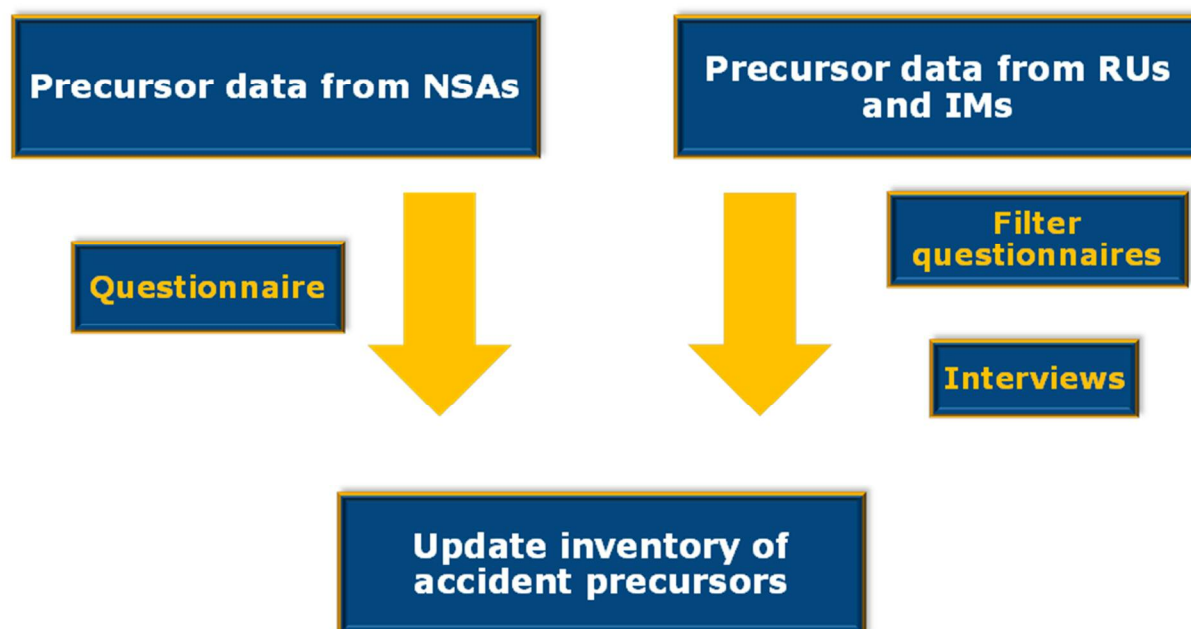 Precursor data from NSAs
Precursor data from RUs
and IMs
Questionnaire
Filter
questionnaires
Interviews
Update inventory of
accident precursors